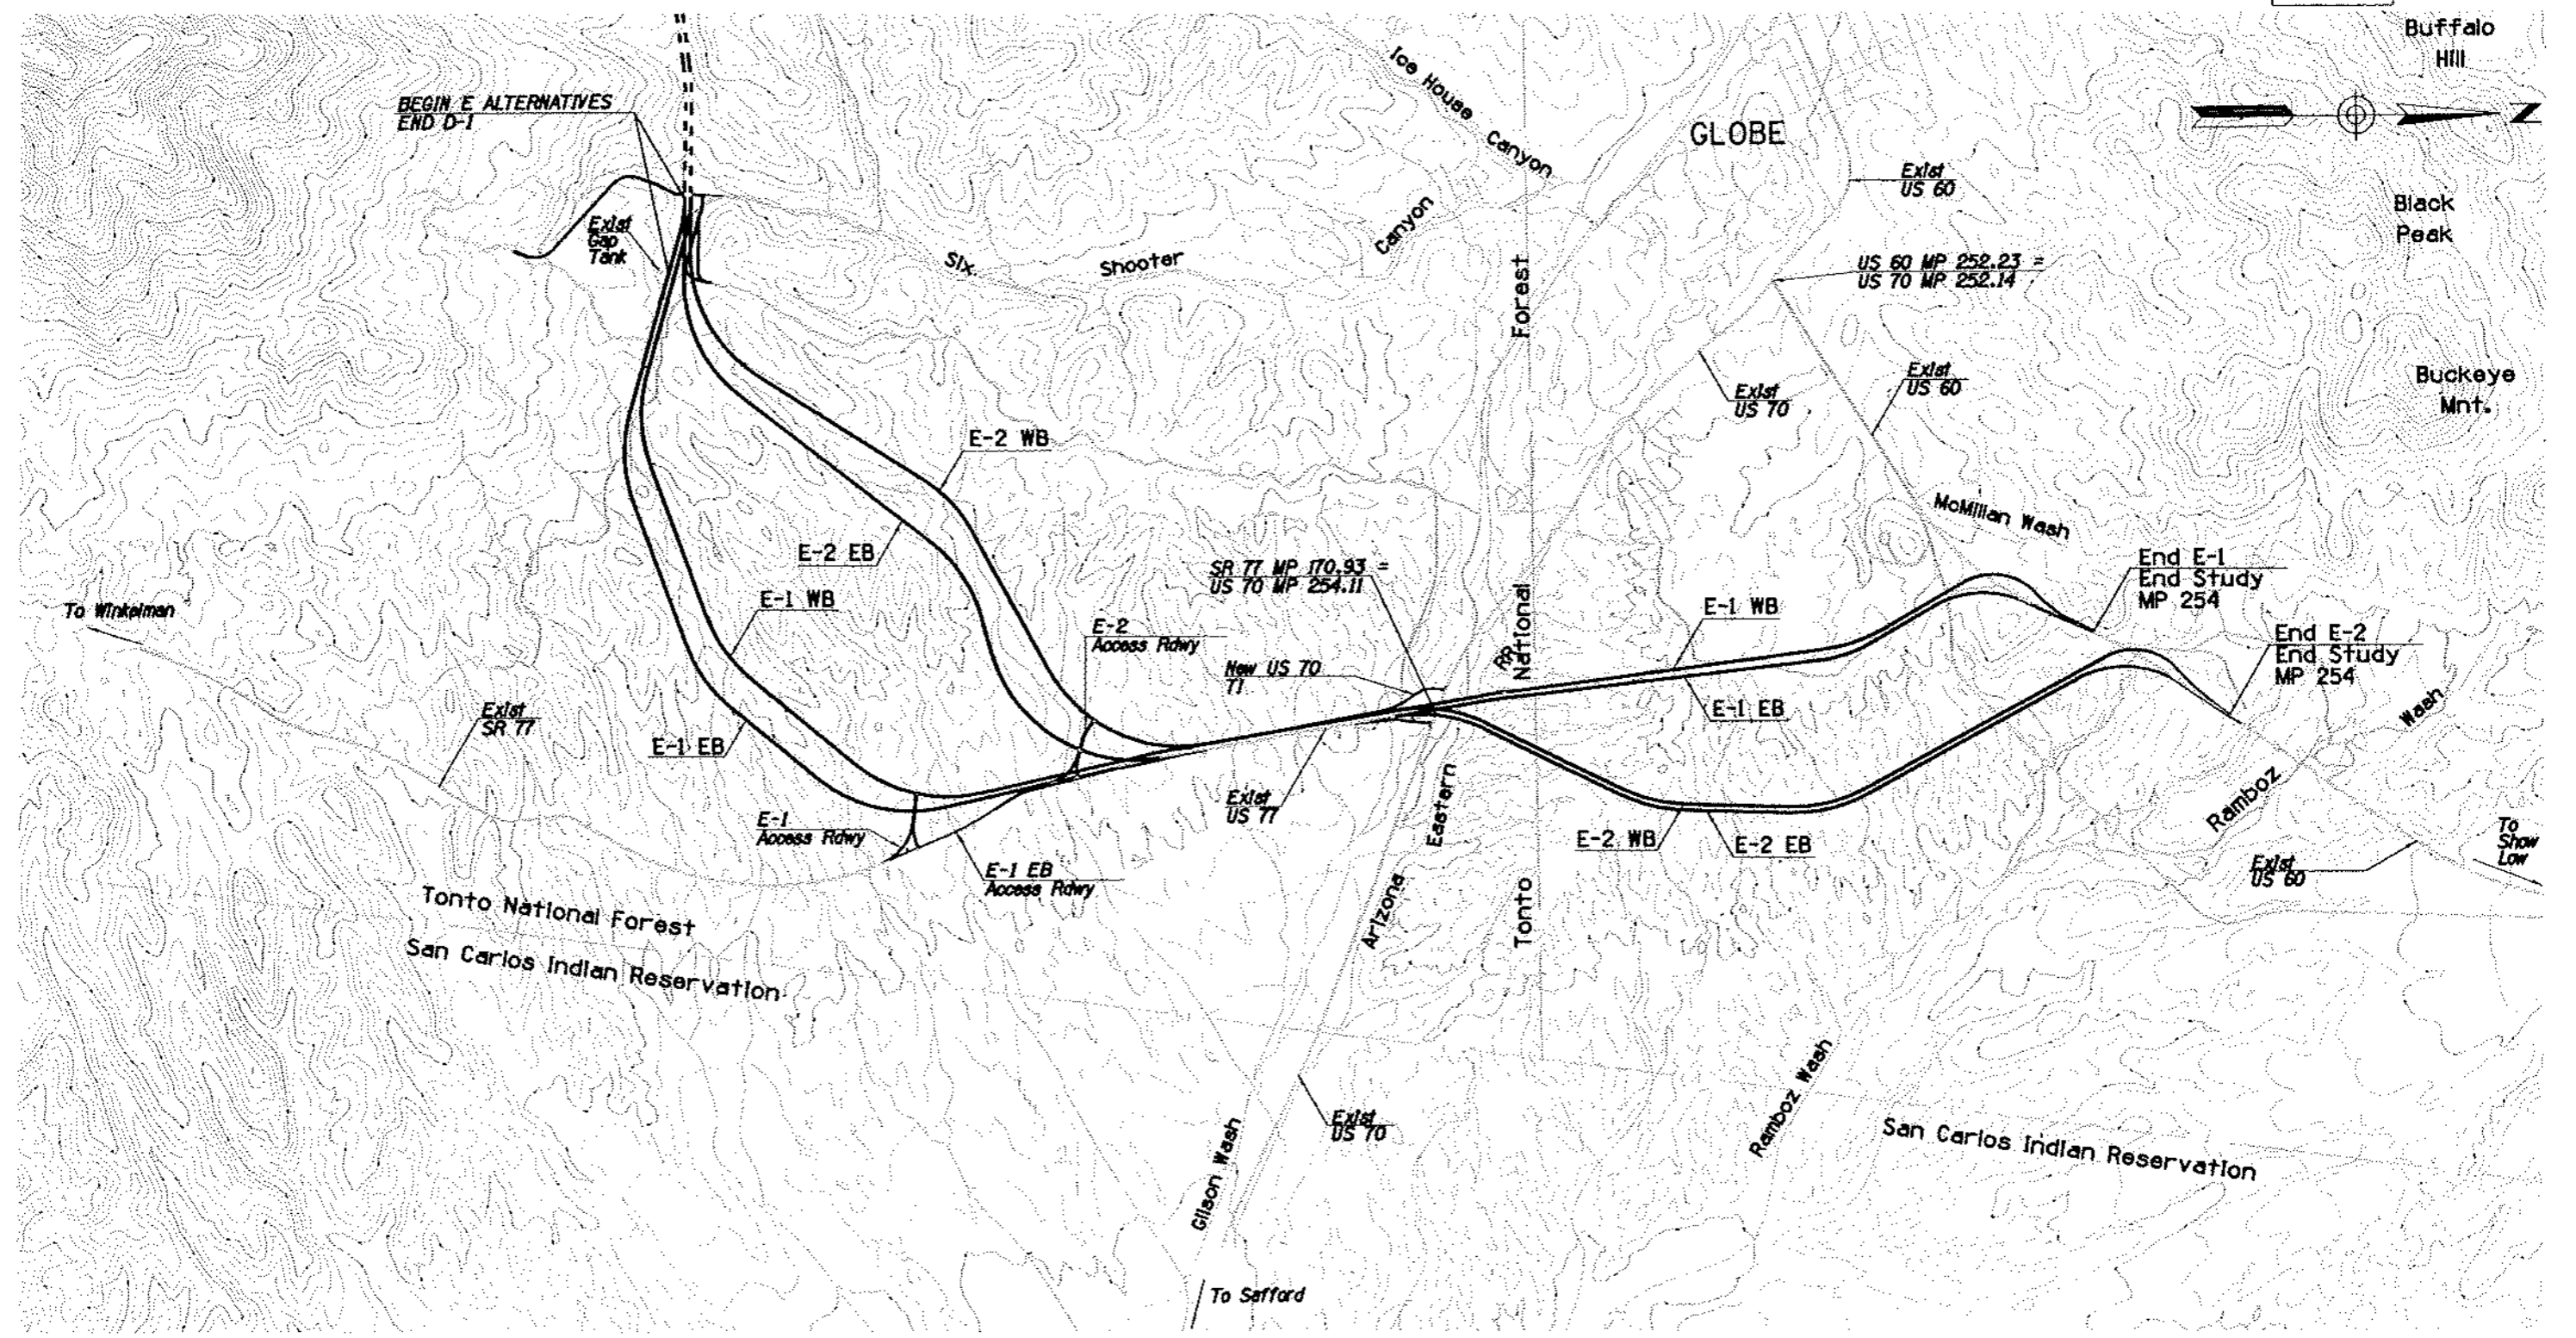 Buffalo
Hill
Ice House Canyon
BEGIN E ALTERNATIVES
END D-1
GLOBE
N
Exist
US 60
Black
Peak
Exist
Gap
Tank
Six Shooter Canyon
US 60 MP 252.23 =
US 70 MP 252.14
Exist
US 70
Exist
US 60
Buckeye
Mnt.
E-2 WB
McMillan Wash
E-2 EB
SR 77 MP 170.93 =
US 70 MP 254.11
End E-1
End Study
MP 254
To Winkelman
E-1 WB
E-1 WB
E-2
Access Rdwy
End E-2
End Study
MP 254
New US 70
TI
Exist
SR 77
E-1 EB
E-1 EB
Ramboz Wash
Exist
US 77
E-1
Access Rdwy
E-2 WB
E-2 EB
To
Show
Low
Exist
US 60
E-1 EB
Access Rdwy
Arizona Eastern RR
Tonto National Forest
Tonto National Forest
San Carlos Indian Reservation
Exist
US 70
Ramboz Wash
San Carlos Indian Reservation
Gilson Wash
To Safford